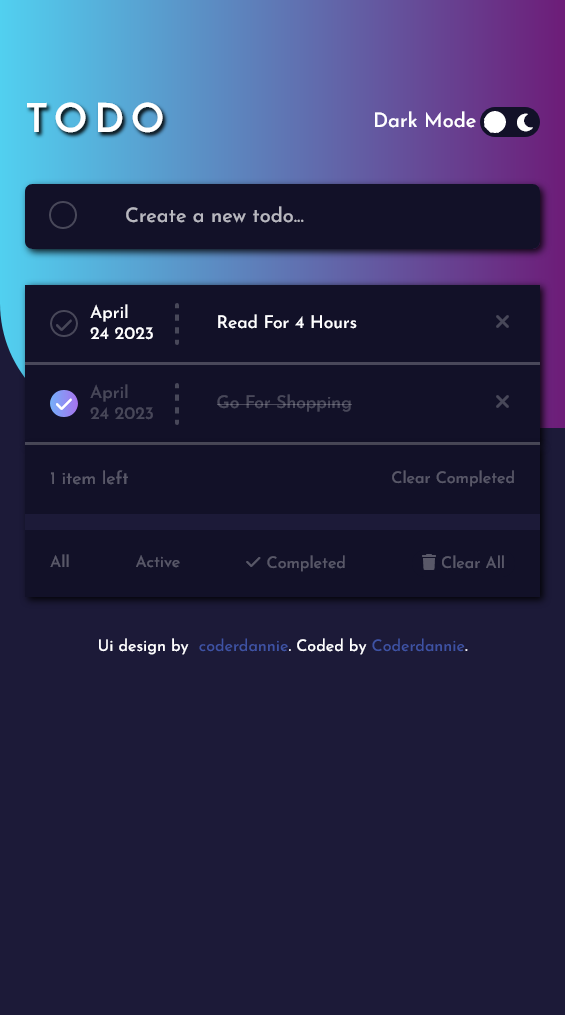 TODO
Dark Mode
Create a new todo...
April
24 2023
Read For 4 Hours
April
24 2023
Go For Shopping
1 item left
Clear Completed
All
Active
Completed
Clear All
Ui design by coderdannie. Coded by Coderdannie.